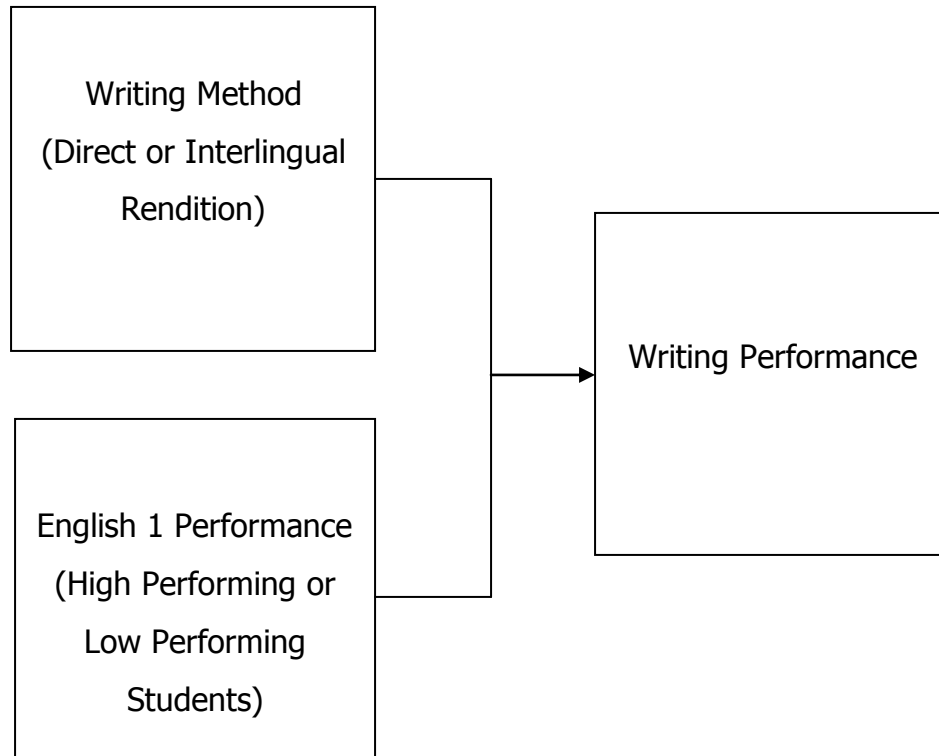 Writing Method
(Direct or Interlingual
Rendition)
English 1 Performance
(High Performing or
Low Performing
Students)
Writing Performance